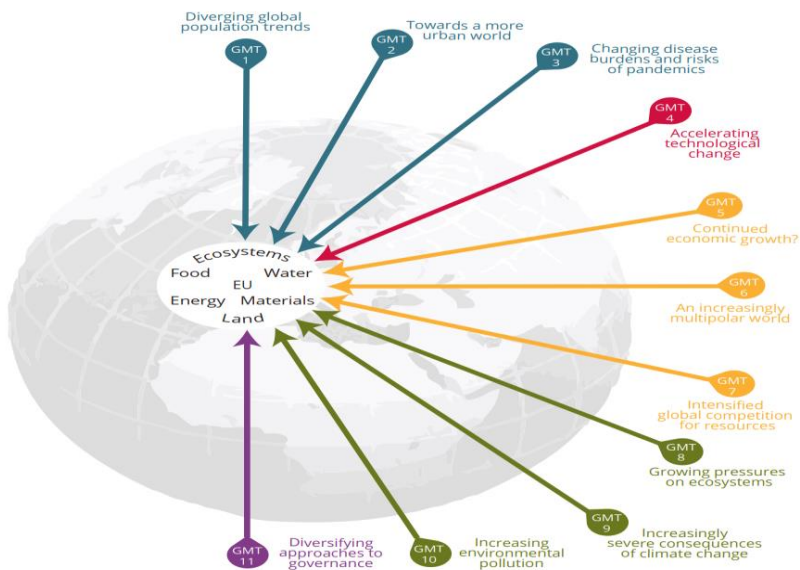 Diverging global
population trends
GMT
1
Towards a more
urban world
GMT
2
Changing disease
burdens and risks
of pandemics
GMT
3
GMT
4
Accelerating
technological
change
GMT
5
Continued
economic growth?
GMT
6
An increasingly
multipolar world
GMT
7
Intensified
global competition
for resources
GMT
8
Growing pressures
on ecosystems
GMT
9
Increasingly
severe consequences
of climate change
GMT
10
Increasing
environmental
pollution
GMT
11
Diversifying
approaches to
governance
Ecosystems
Food Water
EU
Energy Materials
Land